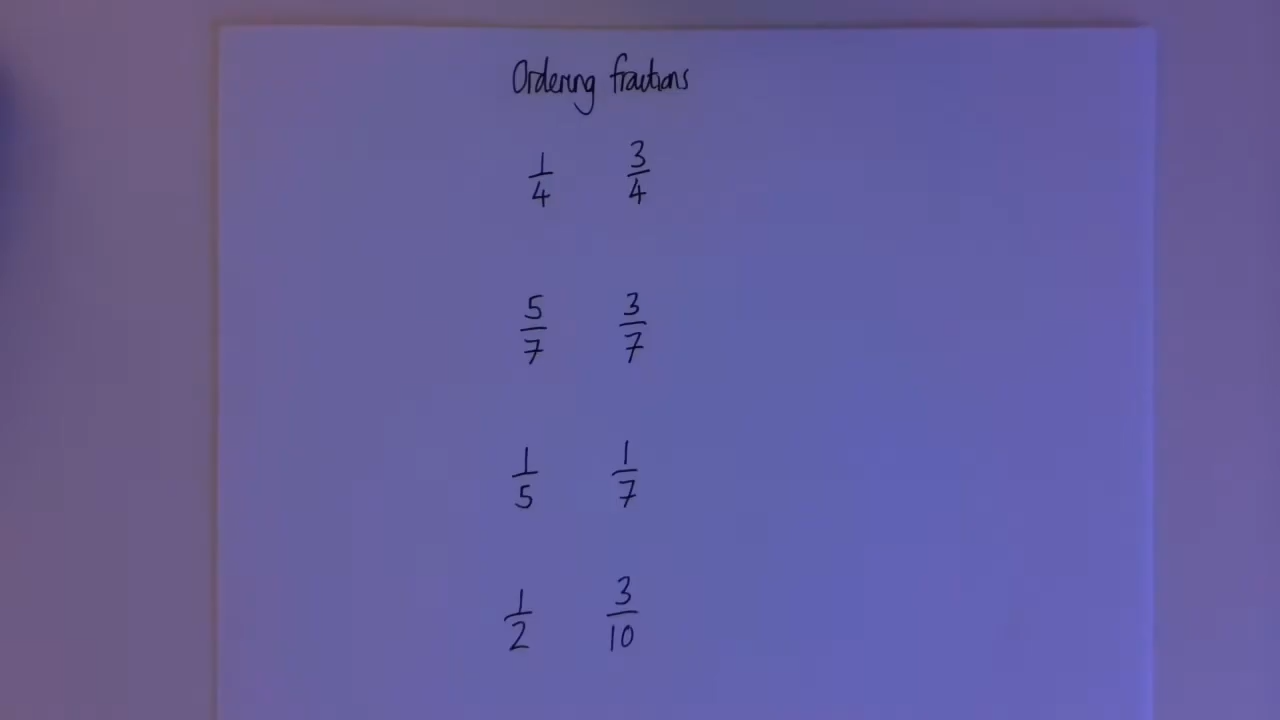 Ordering fractions
1/4 3/4
5/7 3/7
1/5 1/7
1/2 3/10